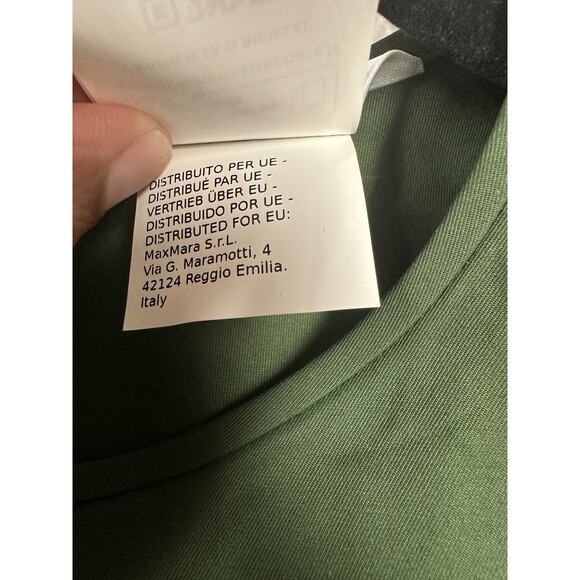 DISTRIBUITO PER UE -
DISTRIBUÉ PAR UE -
VERTRIEB ÜBER EU -
DISTRIBUIDO POR UE -
DISTRIBUTED FOR EU:
MaxMara S.r.L.
Via G. Maramotti, 4
42124 Reggio Emilia.
Italy